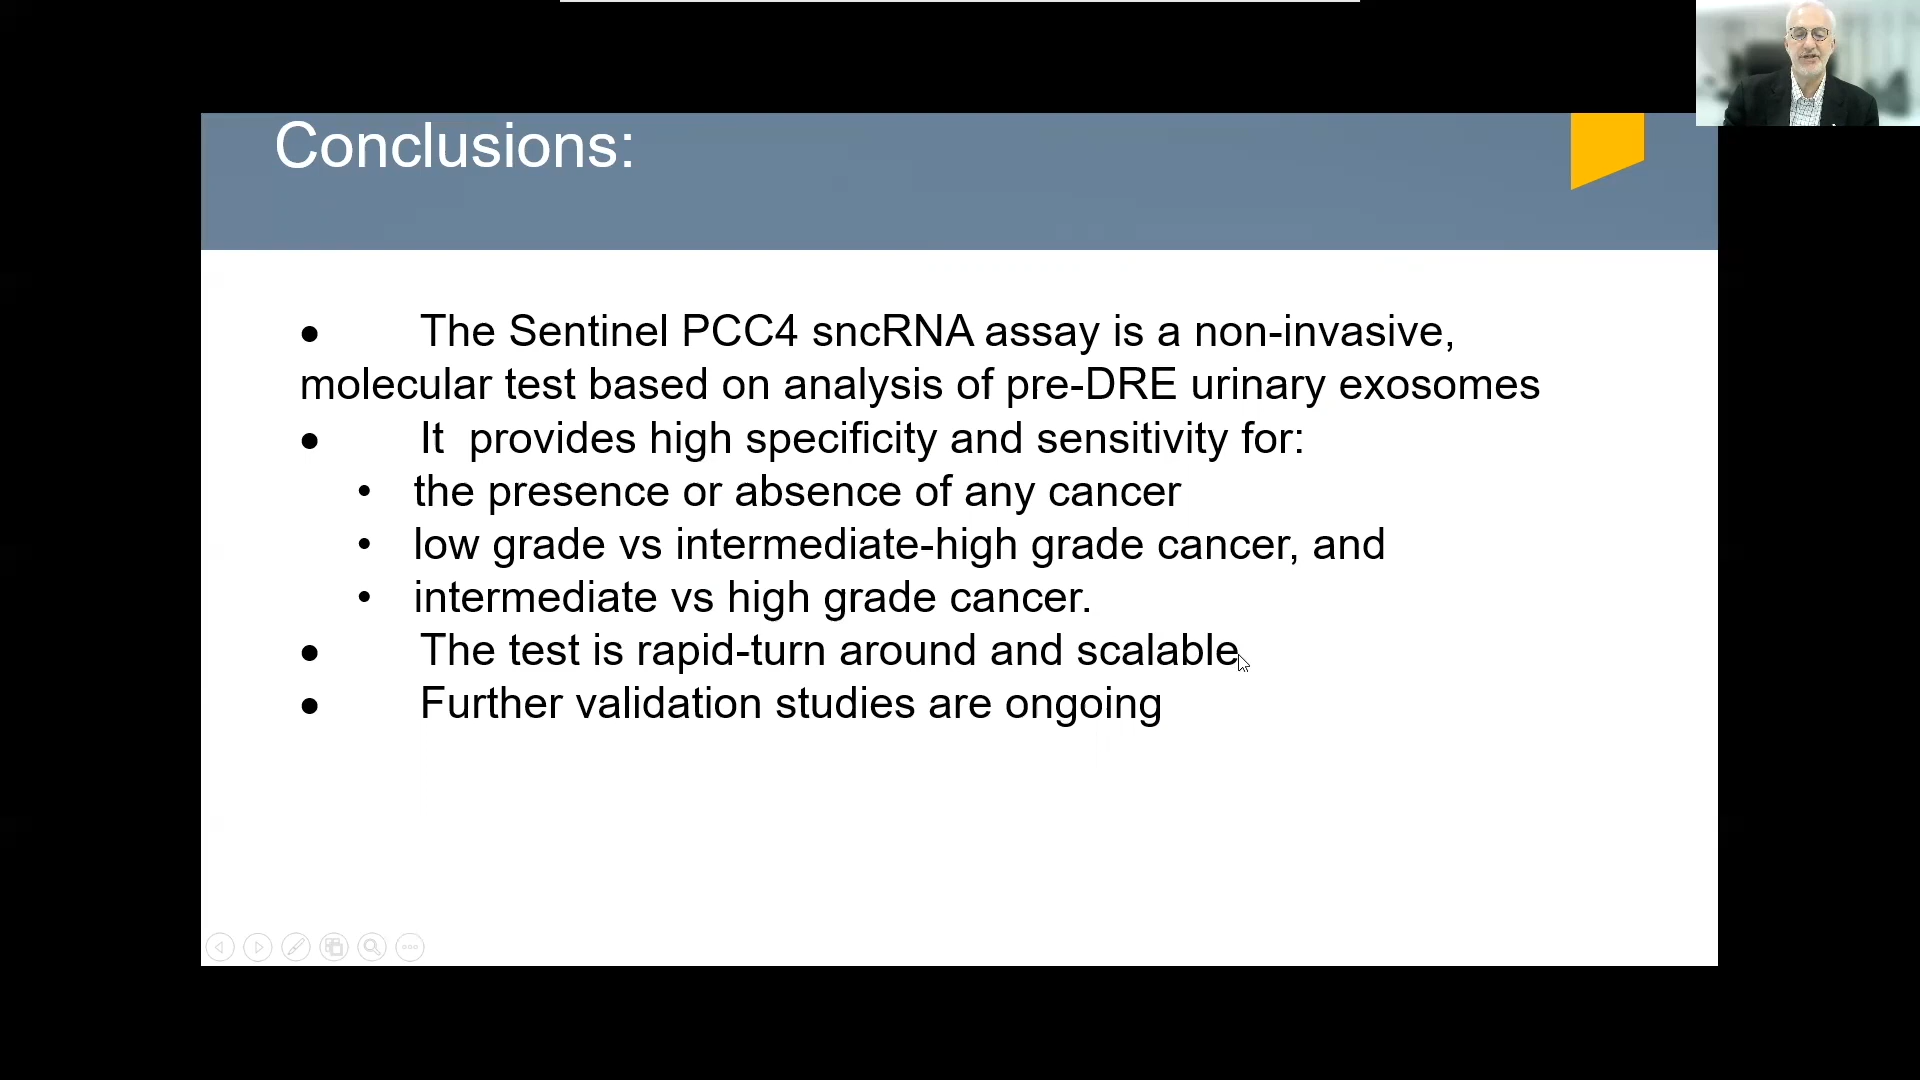 Conclusions:
● The Sentinel PCC4 sncRNA assay is a non-invasive,
molecular test based on analysis of pre-DRE urinary exosomes
● It  provides high specificity and sensitivity for:
• the presence or absence of any cancer
• low grade vs intermediate-high grade cancer, and
• intermediate vs high grade cancer.
● The test is rapid-turn around and scalable
● Further validation studies are ongoing